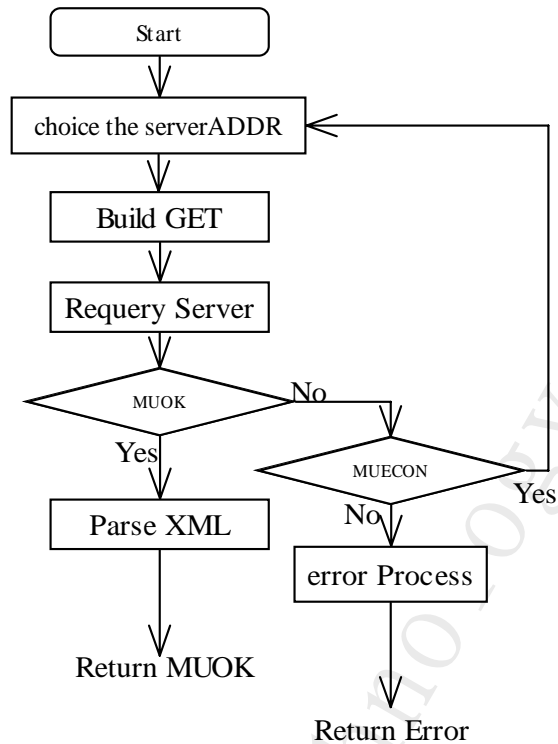 Start
choice the serverADDR
Build GET
Requery Server
MUOK
No
Yes
MUECON
Yes
No
Parse XML
error Process
Return MUOK
Return Error